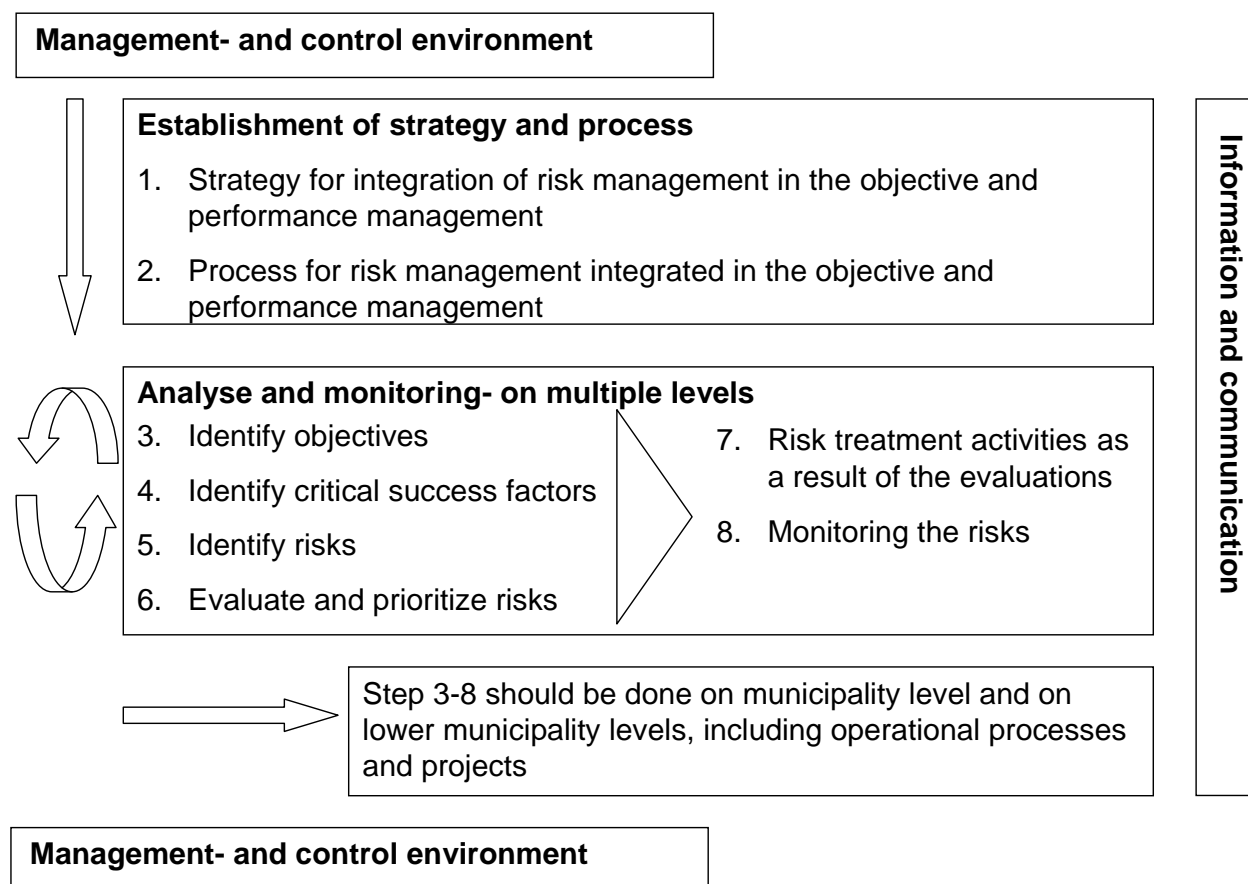 Management- and control environment
Establishment of strategy and process
1. Strategy for integration of risk management in the objective and
performance management
2. Process for risk management integrated in the objective and
performance management
Analyse and monitoring- on multiple levels
3. Identify objectives
4. Identify critical success factors
5. Identify risks
6. Evaluate and prioritize risks
7. Risk treatment activities as
a result of the evaluations
8. Monitoring the risks
Step 3-8 should be done on municipality level and on
lower municipality levels, including operational processes
and projects
Information and communication
Management- and control environment